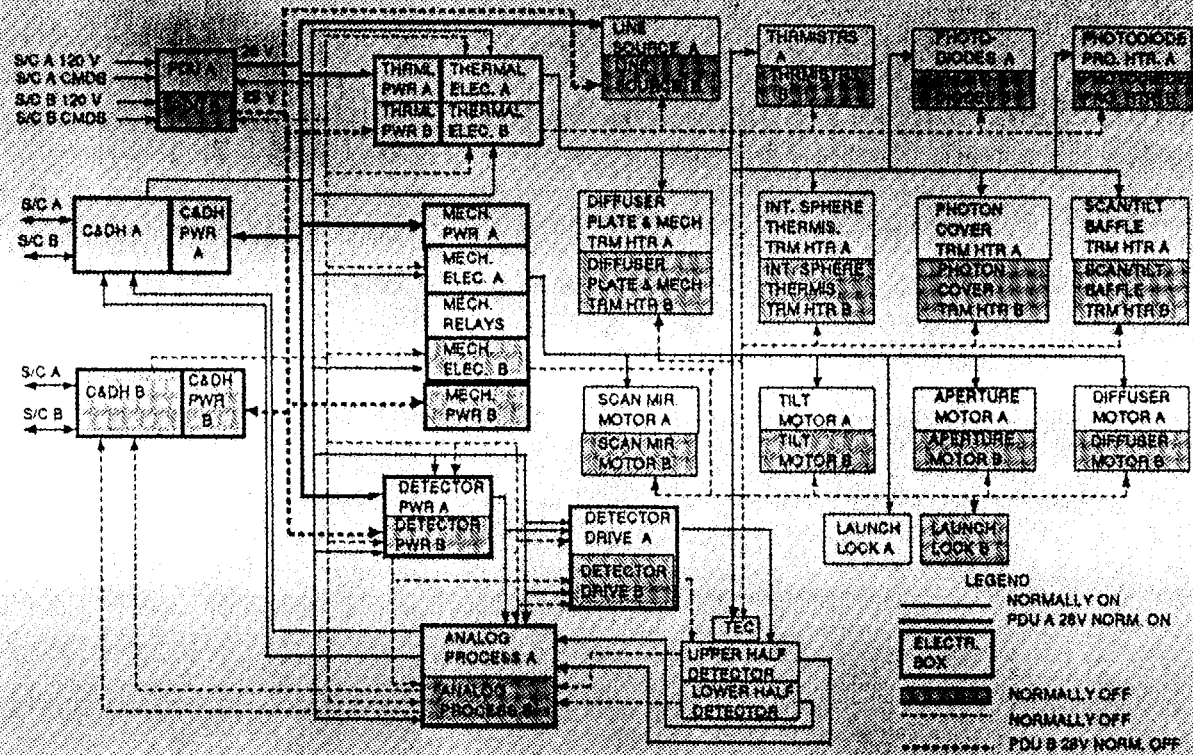 S/C A 120 V
S/C A CMDS
S/C B 120 V
S/C B CMDS
PDU A
28 V
28 V
THRML
PWR A
THRML
PWR B
THERMAL
ELEC. A
THERMAL
ELEC. B
LINE
SOURCE A
LINE
SOURCE B
THRMISTRS
A
THRMISTRS
PHOTO-
DIODES A
PHOTODIODE
PRO. HTR. A
S/C A
S/C B
C&DH A
C&DH
PWR
A
MECH.
PWR A
MECH.
ELEC. A
MECH.
RELAYS
MECH.
ELEC. B
MECH.
PWR B
DIFFUSER
PLATE & MECH
TRM HTR A
DIFFUSER
PLATE & MECH
TRM HTR B
INT. SPHERE
THERMIS.
TRM HTR A
INT. SPHERE
THERMIS
TRM HTR B
PHOTON
COVER
TRM HTR A
PHOTON
COVER
TRM HTR B
SCAN/TILT
BAFFLE
TRM HTR A
SCAN/TILT
BAFFLE
TRM HTR B
S/C A
S/C B
C&DH B
C&DH
PWR
B
SCAN MIR.
MOTOR A
SCAN MIR
MOTOR B
TILT
MOTOR A
TILT
MOTOR B
APERTURE
MOTOR A
APERTURE
MOTOR B
DIFFUSER
MOTOR A
DIFFUSER
MOTOR B
DETECTOR
PWR A
DETECTOR
PWR B
DETECTOR
DRIVE A
DETECTOR
DRIVE B
LAUNCH
LOCK A
LAUNCH
LOCK B
ANALOG
PROCESS A
ANALOG
PROCESS B
TEC
UPPER HALF
DETECTOR
LOWER HALF
DETECTOR
LEGEND
NORMALLY ON
PDU A 28V NORM. ON
ELECTR.
BOX
NORMALLY OFF
NORMALLY OFF
PDU B 28V NORM. OFF